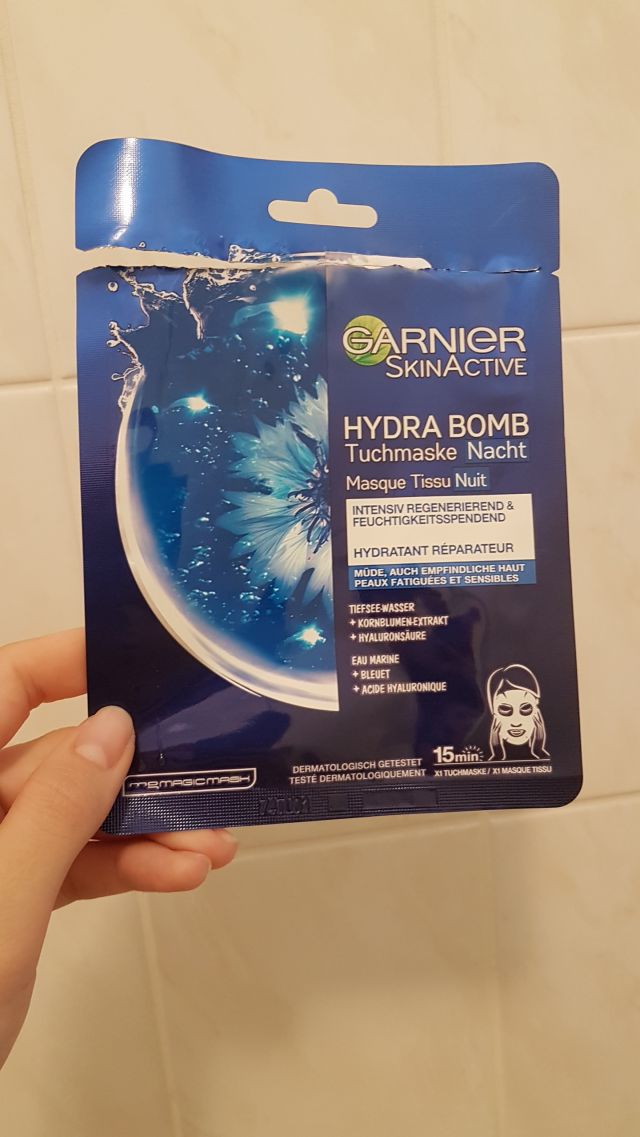 GARNIER
SKINACTIVE
HYDRA BOMB
Tuchmaske Nacht
Masque Tissu Nuit
INTENSIV REGENERIEREND &
FEUCHTIGKEITSSPENDEND
HYDRATANT RÉPARATEUR
MÜDE, AUCH EMPFINDLICHE HAUT
PEAUX FATIGUÉES ET SENSIBLES
TIEFSEE-WASSER
+ KORNBLUMEN-EXTRAKT
+ HYALURONSÄURE
EAU MARINE
+ BLEUET
+ ACIDE HYALURONIQUE
DERMATOLOGISCH GETESTET
TESTÉ DERMATOLOGIQUEMENT
15min
X1 TUCHMASKE / X1 MASQUE TISSU